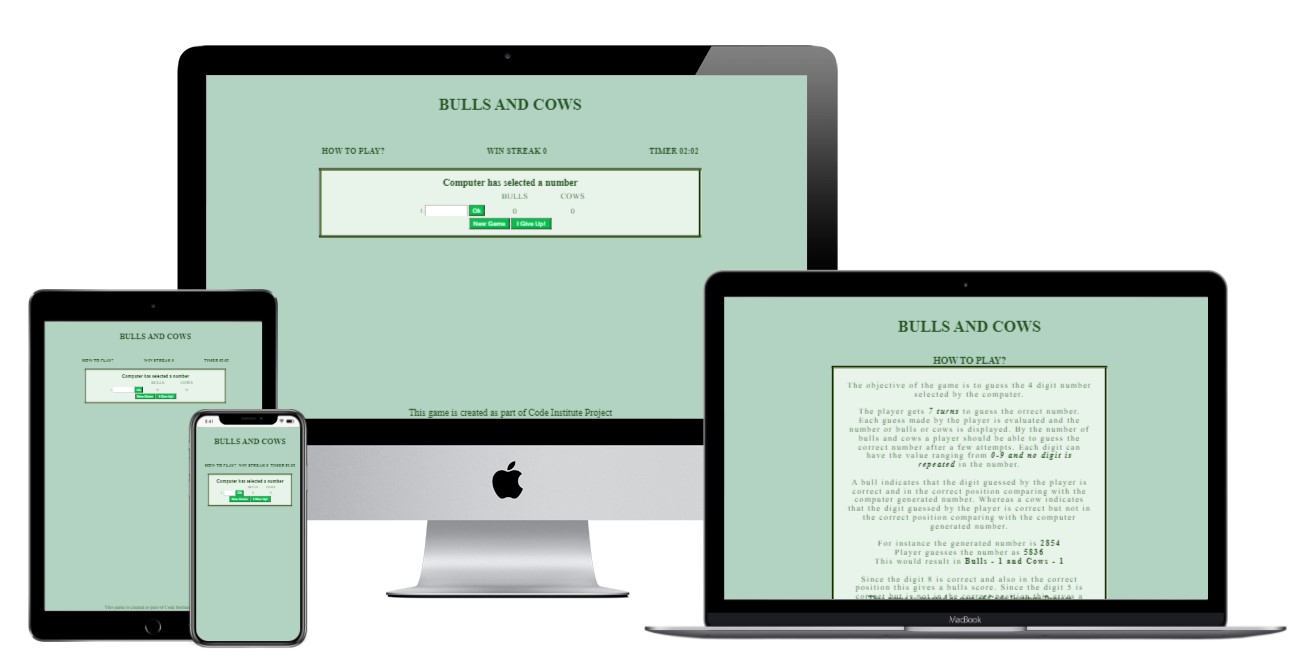 BULLS AND COWS
HOW TO PLAY? WIN STREAK 0 TIMER 02:02
Computer has selected a number
BULLS COWS
Ok 0 0
New Game I Give Up!
This game is created as part of Code Institute Project
BULLS AND COWS
HOW TO PLAY? WIN STREAK 0
Computer has selected a number
BULLS COWS
Ok
New Game I Give Up!
This game is created as part of Code Institu
9:41
BULLS AND COWS
HOW TO PLAY? WIN STREAK 0
Computer has selected a number
BULLS COWS
Ok
New Game I Give Up!
BULLS AND COWS
HOW TO PLAY?
The objective of the game is to guess the 4 digit number
selected by the computer.
The player gets 7 turns to guess the orrect number.
Each guess made by the player is evaluated and the
number or bulls or cows is displayed. By the number of
bulls and cows a player should be able to guess the
correct number after a few attempts. Each digit can
have the value ranging from 0-9 and no digit is
repeated in the number.
A bull indicates that the digit guessed by the player is
correct and in the correct position comparing with the
computer generated number. Whereas a cow indicates
that the digit guessed by the player is correct but not in
the correct position comparing with the computer
generated number.
For instance the generated number is 2854
Player guesses the number as 5836
This would result in Bulls - 1 and Cows - 1
Since the digit 8 is correct and also in the correct
position this gives a bulls score. Since the digit 5 is
MacBook